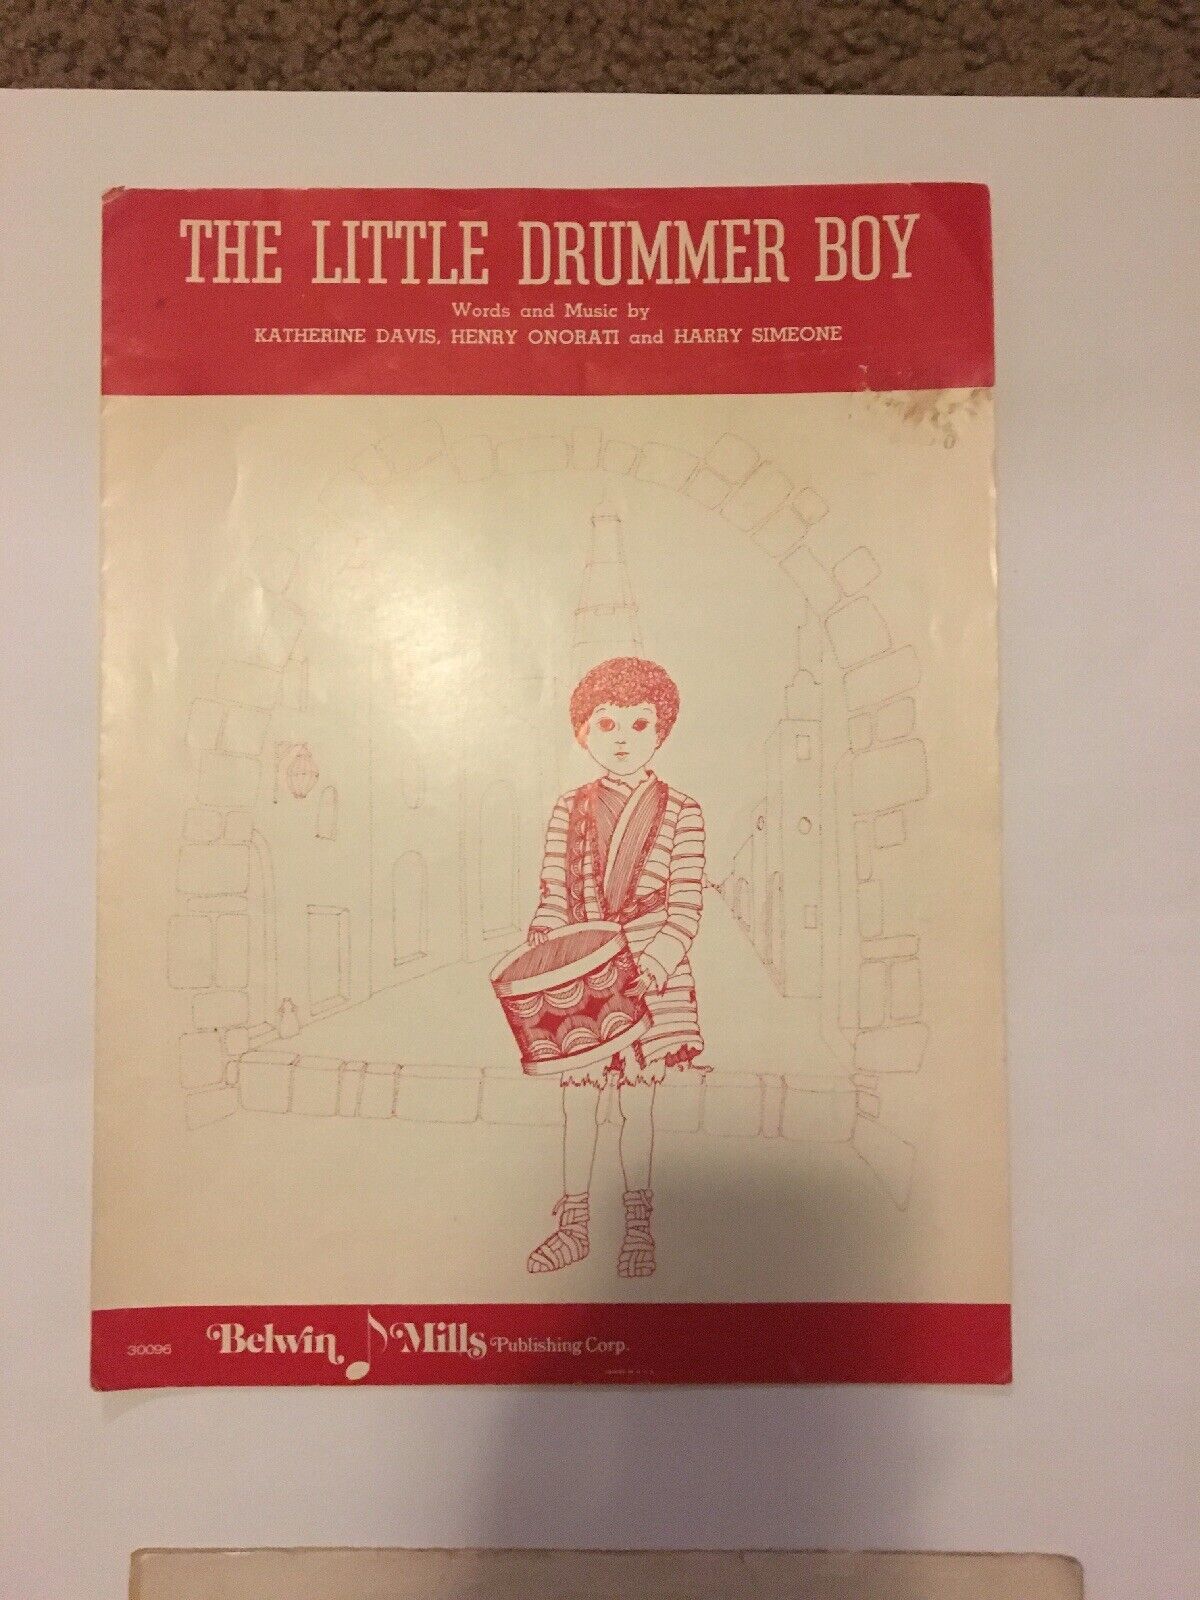 THE LITTLE DRUMMER BOY
Words and Music by
KATHERINE DAVIS, HENRY ONORATI and HARRY SIMEONE
30096 Belwin Mills Publishing Corp.